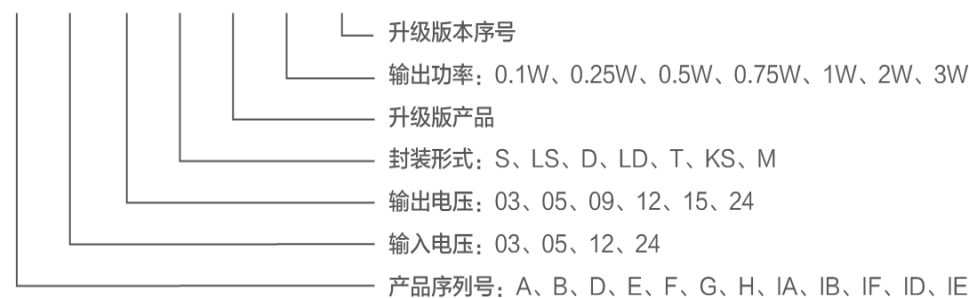 升级版本序号
输出功率：0.1W、0.25W、0.5W、0.75W、1W、2W、3W
升级版产品
封装形式：S、LS、D、LD、T、KS、M
输出电压：03、05、09、12、15、24
输入电压：03、05、12、24
产品序列号：A、B、D、E、F、G、H、IA、IB、IF、ID、IE